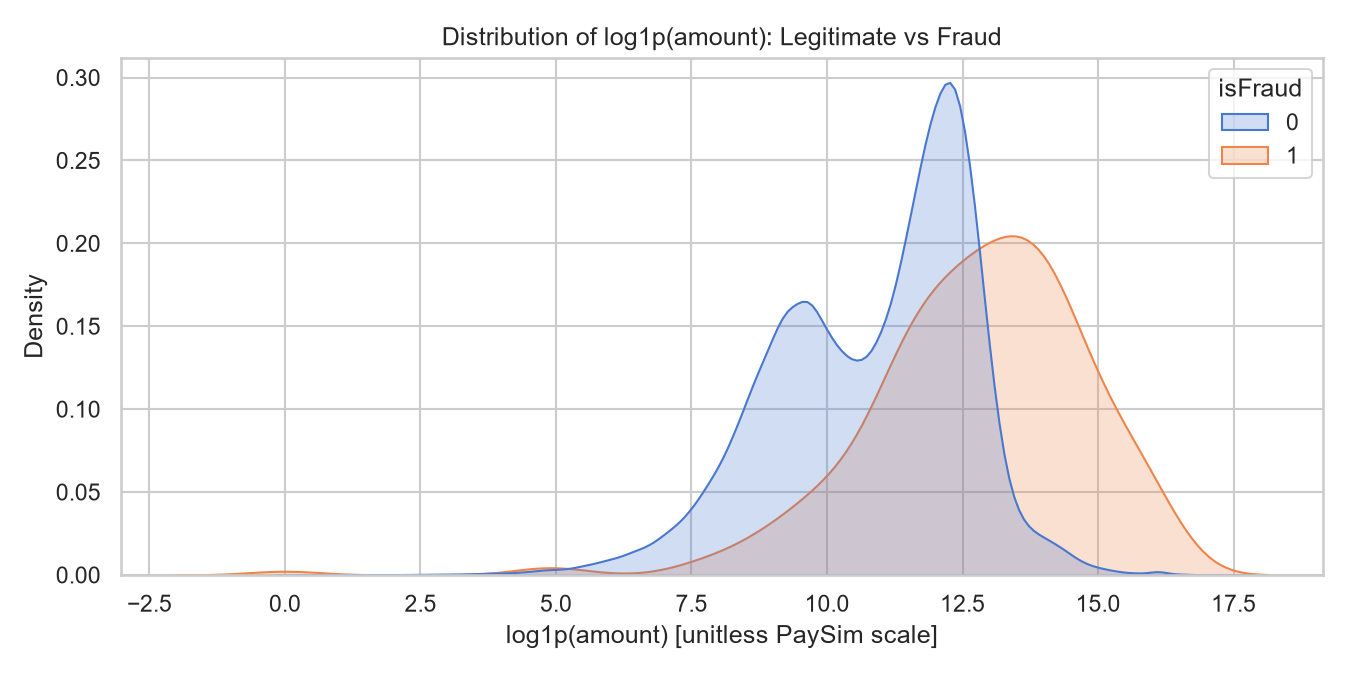 Distribution of log1p(amount): Legitimate vs Fraud
isFraud
0
1
Density
0.30
0.25
0.20
0.15
0.10
0.05
0.00
−2.5 0.0 2.5 5.0 7.5 10.0 12.5 15.0 17.5
log1p(amount) [unitless PaySim scale]